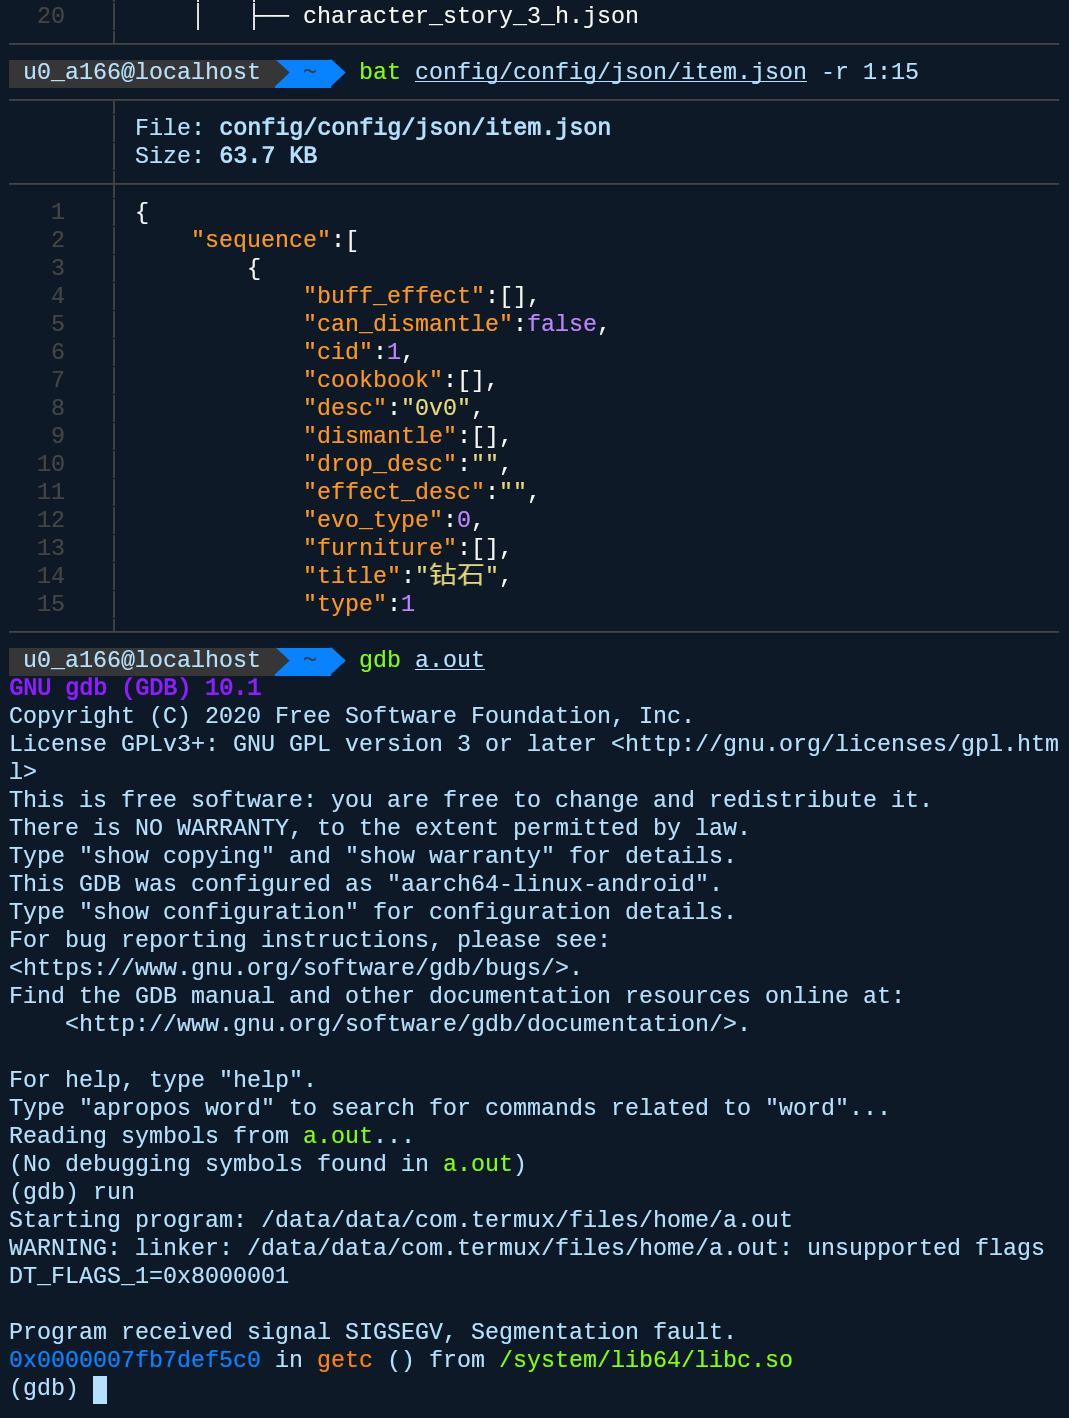 20 │ ├── character_story_3_h.json
u0_a166@localhost ~ bat config/config/json/item.json -r 1:15
File: config/config/json/item.json
Size: 63.7 KB
1 {
2 "sequence":[
3 {
4 "buff_effect":[],
5 "can_dismantle":false,
6 "cid":1,
7 "cookbook":[],
8 "desc":"0v0",
9 "dismantle":[],
10 "drop_desc":"",
11 "effect_desc":"",
12 "evo_type":0,
13 "furniture":[],
14 "title":"钻石",
15 "type":1
u0_a166@localhost ~ gdb a.out
GNU gdb (GDB) 10.1
Copyright (C) 2020 Free Software Foundation, Inc.
License GPLv3+: GNU GPL version 3 or later <http://gnu.org/licenses/gpl.htm
l>
This is free software: you are free to change and redistribute it.
There is NO WARRANTY, to the extent permitted by law.
Type "show copying" and "show warranty" for details.
This GDB was configured as "aarch64-linux-android".
Type "show configuration" for configuration details.
For bug reporting instructions, please see:
<https://www.gnu.org/software/gdb/bugs/>.
Find the GDB manual and other documentation resources online at:
<http://www.gnu.org/software/gdb/documentation/>.
For help, type "help".
Type "apropos word" to search for commands related to "word"...
Reading symbols from a.out...
(No debugging symbols found in a.out)
(gdb) run
Starting program: /data/data/com.termux/files/home/a.out
WARNING: linker: /data/data/com.termux/files/home/a.out: unsupported flags
DT_FLAGS_1=0x8000001
Program received signal SIGSEGV, Segmentation fault.
0x0000007fb7def5c0 in getc () from /system/lib64/libc.so
(gdb)